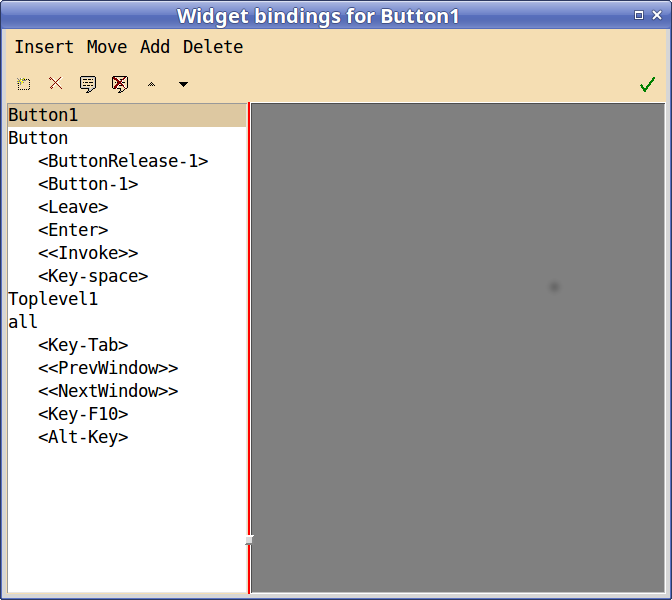 Widget bindings for Button1
Insert Move Add Delete
Button1
Button
<ButtonRelease-1>
<Button-1>
<Leave>
<Enter>
<<Invoke>>
<Key-space>
Toplevel1
all
<Key-Tab>
<<PrevWindow>>
<<NextWindow>>
<Key-F10>
<Alt-Key>